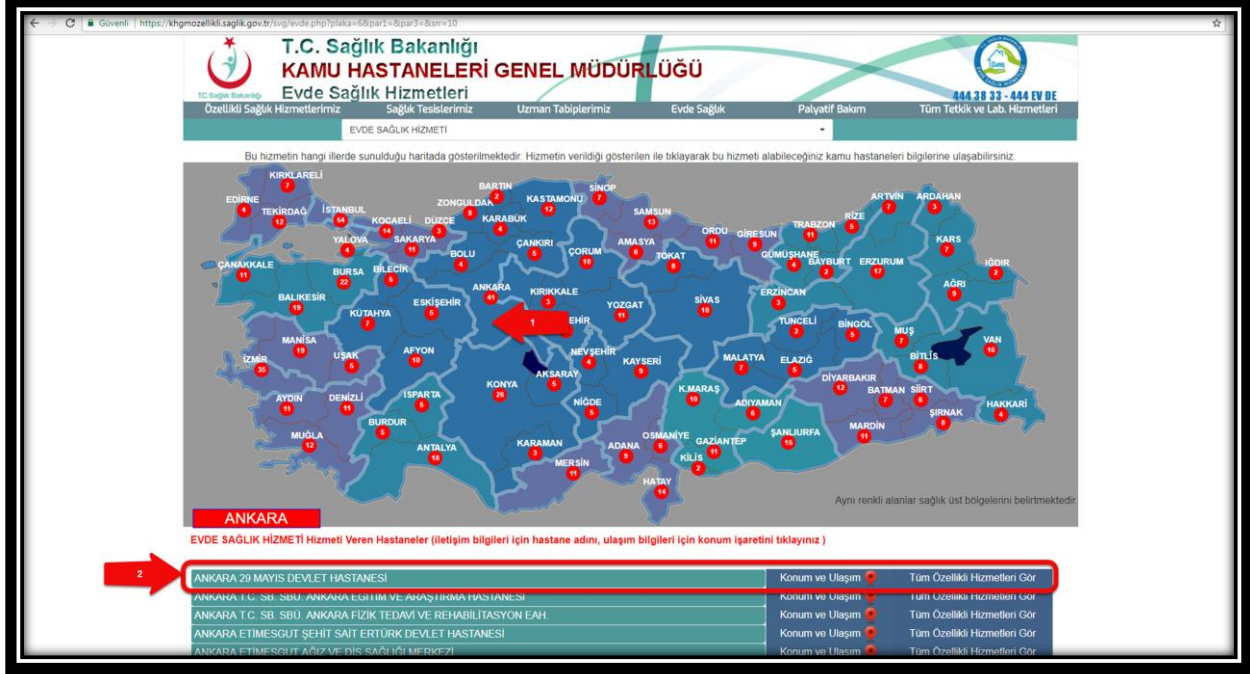 Güvenli | https://khgmozellikli.saglik.gov.tr/svg/evde.php?plaka=6&par1=&par3=&srr=10
T.C. Sağlık Bakanlığı
KAMU HASTANELERİ GENEL MÜDÜRLÜĞÜ
Evde Sağlık Hizmetleri
T.C. Sağlık Bakanlığı
444 38 33 - 444 EV DE
Özellikli Sağlık Hizmetlerimiz Sağlık Tesislerimiz Uzman Tabiplerimiz Evde Sağlık Palyatif Bakım Tüm Tetkik ve Lab. Hizmetleri
EVDE SAĞLIK HİZMETİ
Bu hizmetin hangi illerde sunulduğu haritada gösterilmektedir. Hizmetin verildiği gösterilen ile tıklayarak bu hizmeti alabileceğiniz kamu hastaneleri bilgilerine ulaşabilirsiniz.
KIRKLARELİ
7
EDİRNE
4
TEKİRDAĞ
12
İSTANBUL
54
KOCAELİ
14
DÜZCE
3
ZONGULDAK
8
BARTIN
2
KARABÜK
4
KASTAMONU
12
SİNOP
7
SAMSUN
13
ORDU
11
GİRESUN
9
TRABZON
11
RİZE
5
ARTVİN
7
ARDAHAN
3
YALOVA
4
SAKARYA
11
BOLU
4
ÇANKIRI
5
ÇORUM
10
AMASYA
6
TOKAT
8
GÜMÜŞHANE
4
BAYBURT
2
ERZURUM
17
KARS
7
IĞDIR
2
AĞRI
9
ÇANAKKALE
11
BURSA
22
BİLECİK
5
ESKİŞEHİR
5
ANKARA
41
KIRIKKALE
3
YOZGAT
11
SİVAS
10
ERZİNCAN
3
TUNCELİ
2
BİNGÖL
5
MUŞ
7
VAN
10
BALIKESİR
19
KÜTAHYA
7
1
EHİR
MANİSA
19
UŞAK
5
AFYON
10
KONYA
26
AKSARAY
5
NEVŞEHİR
4
KAYSERİ
9
MALATYA
7
ELAZIĞ
5
BİTLİS
8
İZMİR
35
DİYARBAKIR
12
BATMAN
7
SİİRT
6
ŞIRNAK
8
HAKKARİ
4
AYDIN
11
DENİZLİ
11
ISPARTA
5
NİĞDE
5
K.MARAŞ
10
ADIYAMAN
6
MARDİN
11
MUĞLA
12
BURDUR
5
ANTALYA
18
KARAMAN
3
MERSİN
11
ADANA
9
OSMANİYE
6
GAZİANTEP
11
ŞANLIURFA
15
KİLİS
2
HATAY
14
Aynı renkli alanlar sağlık üst bölgelerini belirtmektedir.
ANKARA
EVDE SAĞLIK HİZMETİ Hizmeti Veren Hastaneler (iletişim bilgileri için hastane adını, ulaşım bilgileri için konum işaretini tıklayınız )
2
ANKARA 29 MAYIS DEVLET HASTANESİ Konum ve Ulaşım Tüm Özellikli Hizmetleri Gör
ANKARA T.C. SB. SBÜ. ANKARA EĞİTİM VE ARAŞTIRMA HASTANESİ Konum ve Ulaşım Tüm Özellikli Hizmetleri Gör
ANKARA T.C. SB. SBÜ. ANKARA FİZİK TEDAVİ VE REHABİLİTASYON EAH. Konum ve Ulaşım Tüm Özellikli Hizmetleri Gör
ANKARA ETİMESGUT ŞEHİT SAİT ERTÜRK DEVLET HASTANESİ Konum ve Ulaşım Tüm Özellikli Hizmetleri Gör
ANKARA ETİMESGUT AĞIZ VE DİŞ SAĞLIĞI MERKEZİ Konum ve Ulaşım Tüm Özellikli Hizmetleri Gör